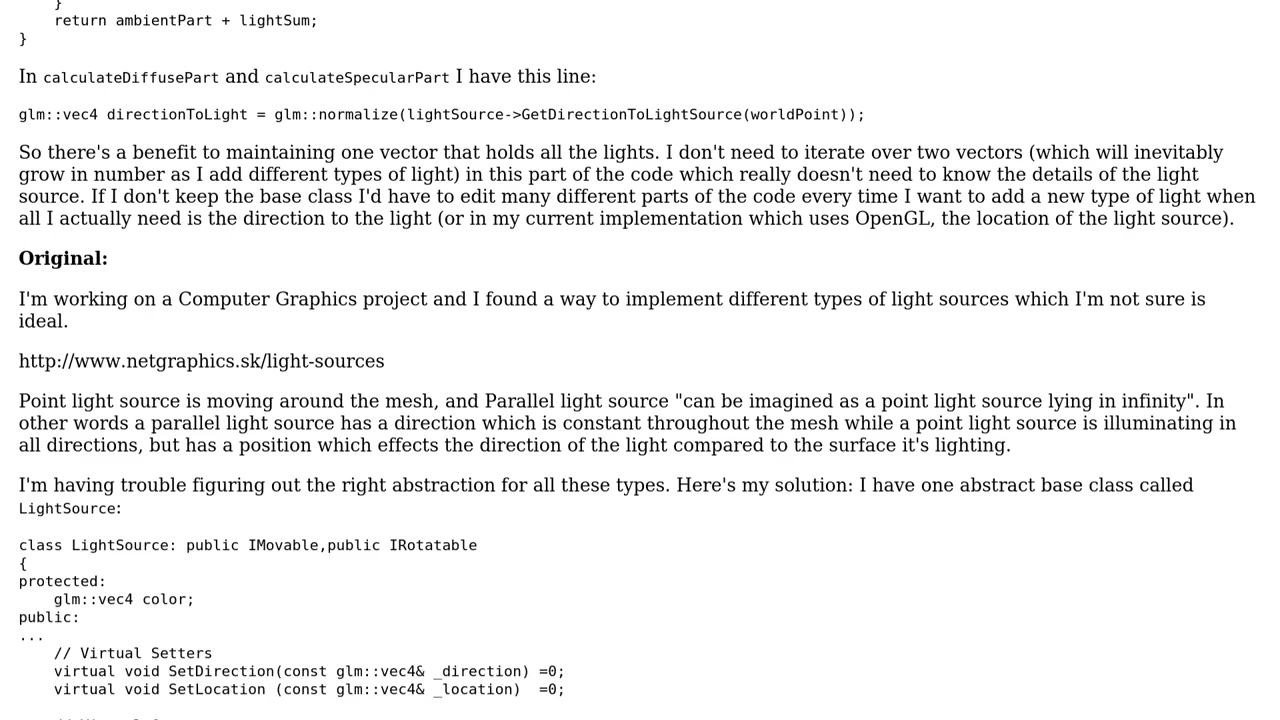 }
    return ambientPart + lightSum;
}
In calculateDiffusePart and calculateSpecularPart I have this line:
glm::vec4 directionToLight = glm::normalize(lightSource->GetDirectionToLightSource(worldPoint));
So there's a benefit to maintaining one vector that holds all the lights. I don't need to iterate over two vectors (which will inevitably
grow in number as I add different types of light) in this part of the code which really doesn't need to know the details of the light
source. If I don't keep the base class I'd have to edit many different parts of the code every time I want to add a new type of light when
all I actually need is the direction to the light (or in my current implementation which uses OpenGL, the location of the light source).
Original:
I'm working on a Computer Graphics project and I found a way to implement different types of light sources which I'm not sure is
ideal.
http://www.netgraphics.sk/light-sources
Point light source is moving around the mesh, and Parallel light source "can be imagined as a point light source lying in infinity". In
other words a parallel light source has a direction which is constant throughout the mesh while a point light source is illuminating in
all directions, but has a position which effects the direction of the light compared to the surface it's lighting.
I'm having trouble figuring out the right abstraction for all these types. Here's my solution: I have one abstract base class called
LightSource:
class LightSource: public IMovable,public IRotatable
{
protected:
    glm::vec4 color;
public:
...
    // Virtual Setters
    virtual void SetDirection(const glm::vec4& _direction) =0;
    virtual void SetLocation (const glm::vec4& _location)  =0;